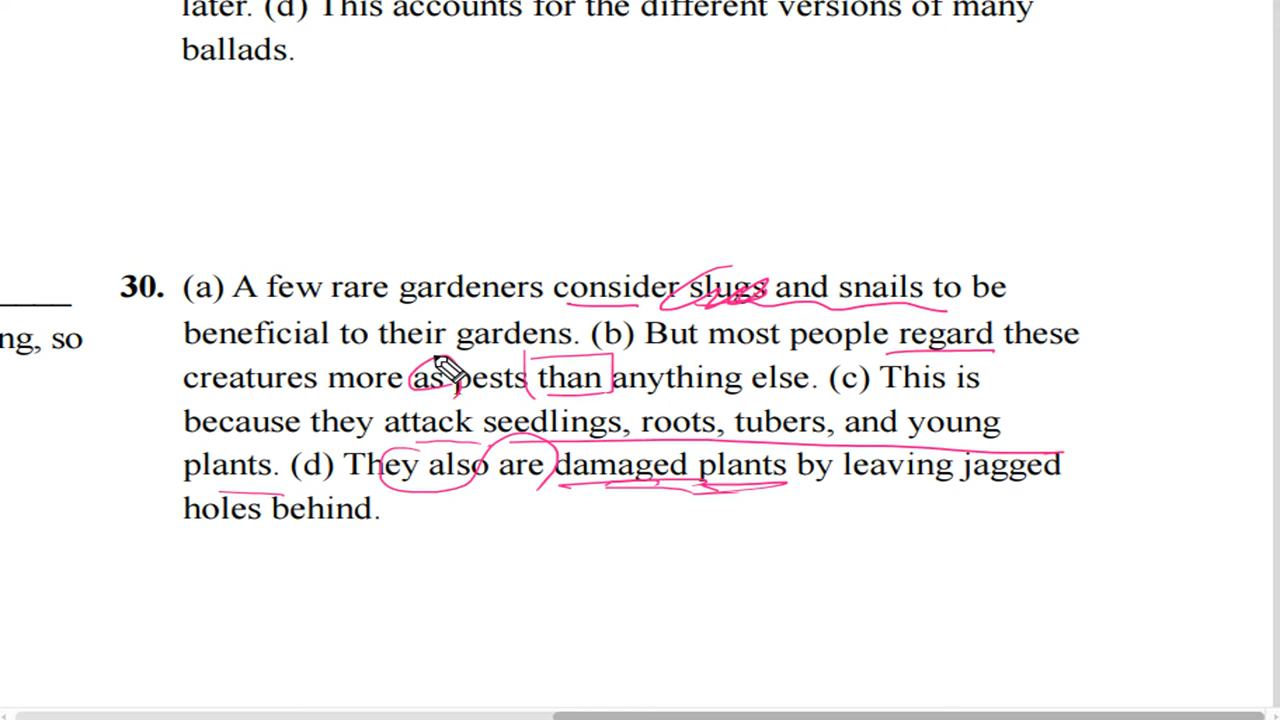 later. (d) This accounts for the different versions of many
ballads.
30. (a) A few rare gardeners consider slugs and snails to be
beneficial to their gardens. (b) But most people regard these
creatures more as pests than anything else. (c) This is
because they attack seedlings, roots, tubers, and young
plants. (d) They also are damaged plants by leaving jagged
holes behind.
ng, so